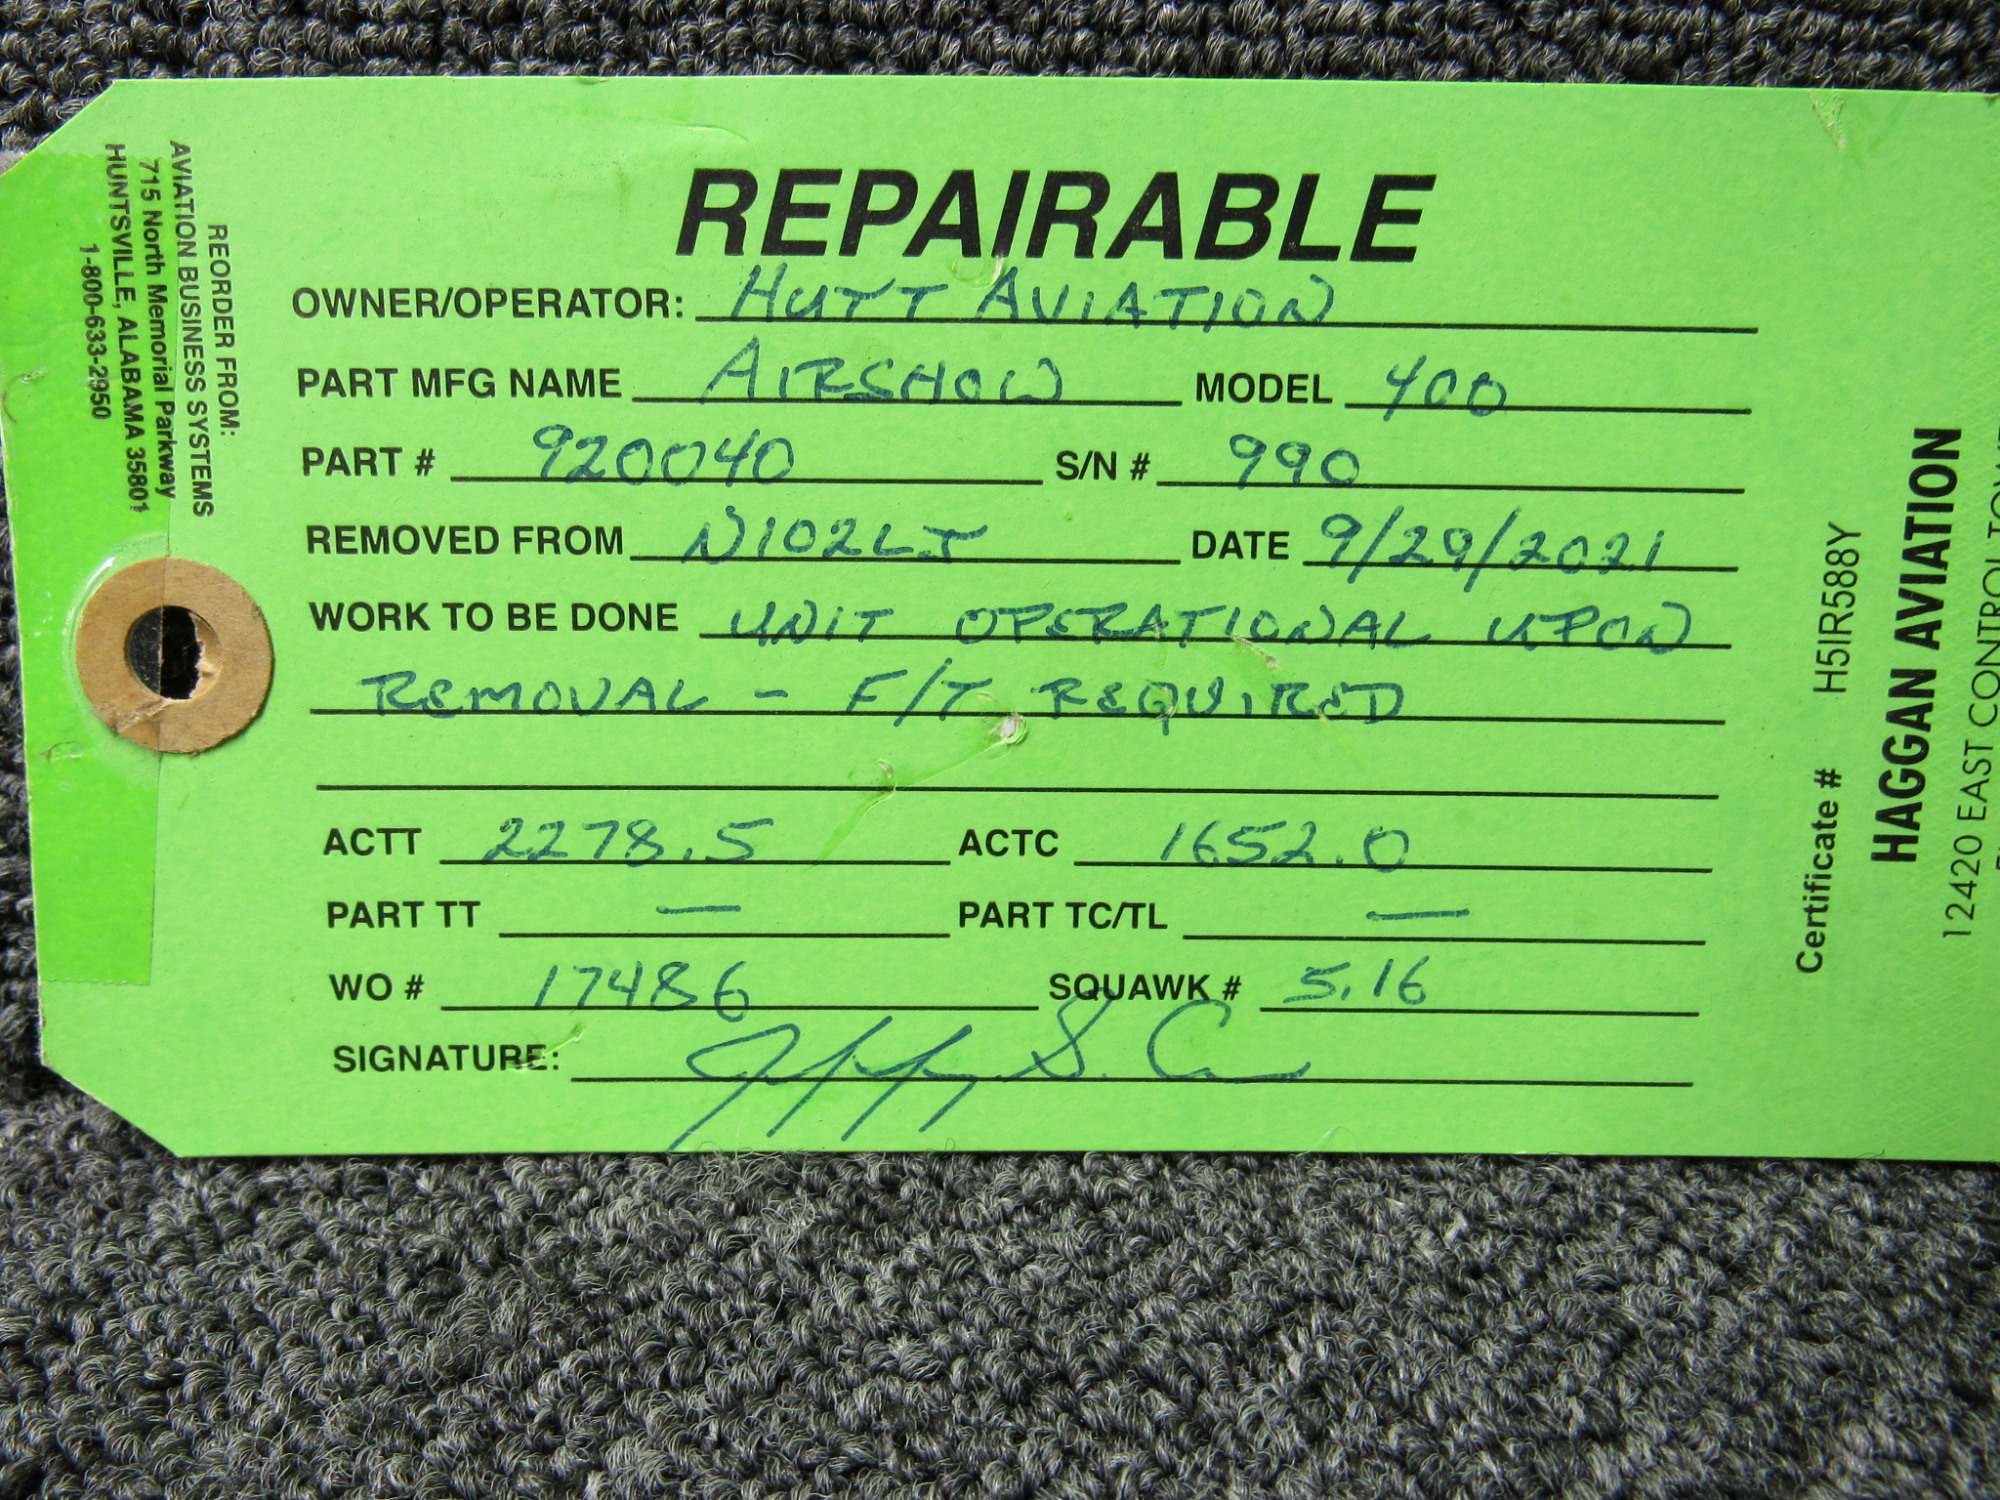 REPAIRABLE
OWNER/OPERATOR: HUTT AVIATION
PART MFG NAME AIRSHOW MODEL 400
PART # 920040 S/N # 990
REMOVED FROM N102LJ DATE 9/29/2021
WORK TO BE DONE UNIT OPERATIONAL UPON
REMOVAL - F/T REQUIRED
ACTT 2278.5 ACTC 1652.0
PART TT — PART TC/TL —
WO # 17486 SQUAWK # 5.16
SIGNATURE:
REORDER FROM:
AVIATION BUSINESS SYSTEMS
715 North Memorial Parkway
HUNTSVILLE, ALABAMA 35801
1-800-633-2950
Certificate # H5IR588Y
HAGGAN AVIATION
12420 EAST CONTROL